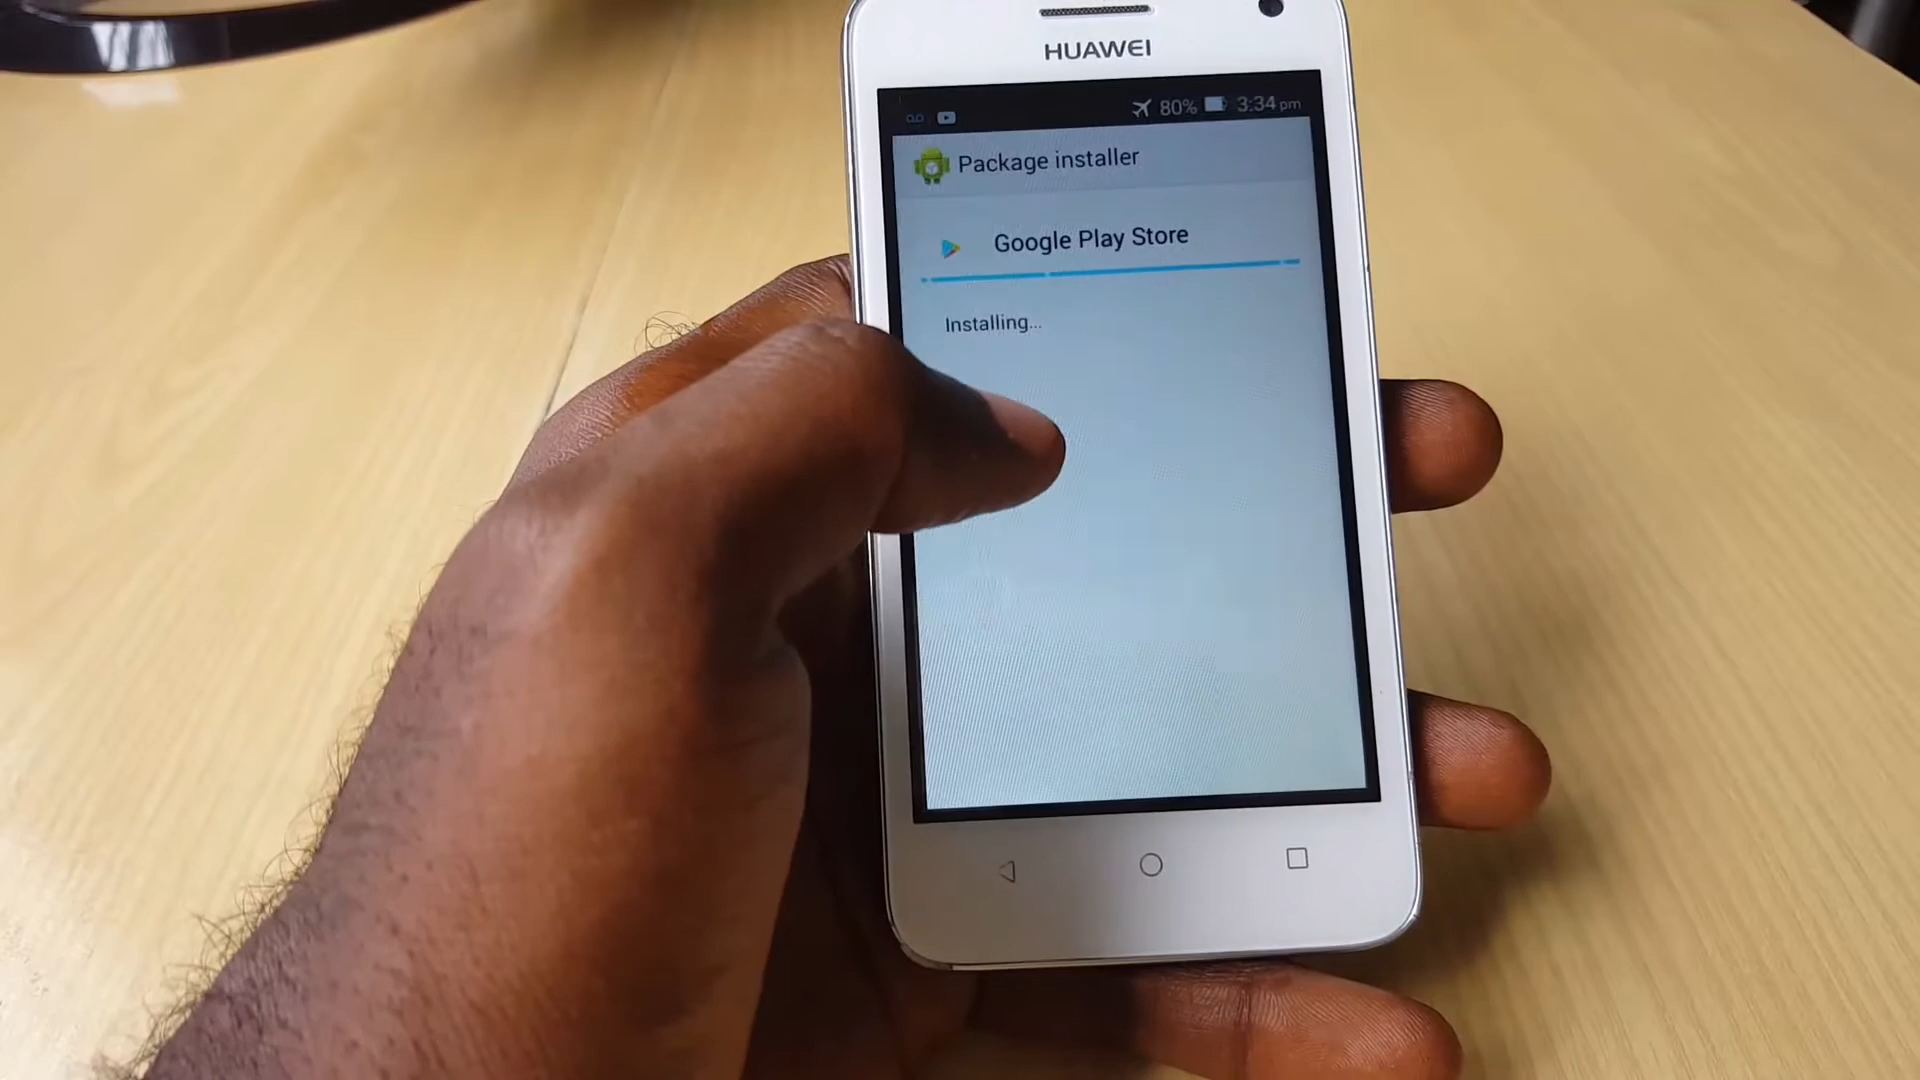 HUAWEI
80% 3:34 pm
Package installer
Google Play Store
Installing...